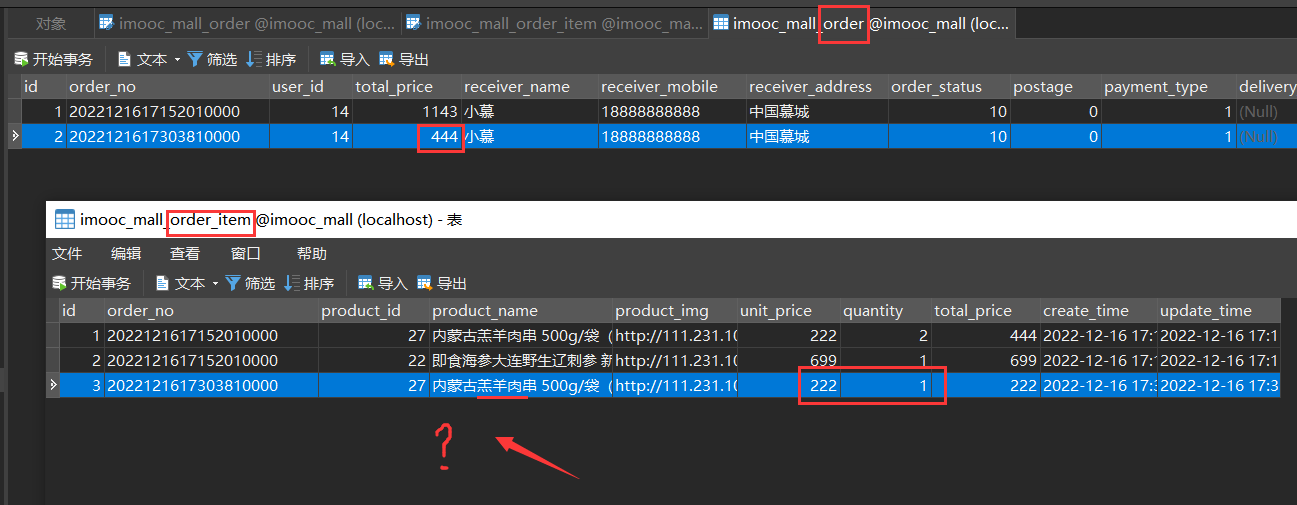 对象 imooc_mall_order @imooc_mall (loc... imooc_mall_order_item @imooc_ma... imooc_mall_order @imooc_mall (loc...
开始事务 文本 筛选 排序 导入 导出
id order_no user_id total_price receiver_name receiver_mobile receiver_address order_status postage payment_type delivery
1 2022121617152010000 14 1143 小慕 18888888888 中国慕城 10 0 1 (Null)
2 2022121617303810000 14 444 小慕 18888888888 中国慕城 10 0 1 (Null)
imooc_mall_order_item @imooc_mall (localhost) - 表
文件 编辑 查看 窗口 帮助
开始事务 文本 筛选 排序 导入 导出
id order_no product_id product_name product_img unit_price quantity total_price create_time update_time
1 2022121617152010000 27 内蒙古羔羊肉串 500g/袋（ http://111.231.10 222 2 444 2022-12-16 17:1 2022-12-16 17:1
2 2022121617152010000 22 即食海参大连野生辽刺参 新 http://111.231.10 699 1 699 2022-12-16 17:1 2022-12-16 17:1
3 2022121617303810000 27 内蒙古羔羊肉串 500g/袋（ http://111.231.10 222 1 222 2022-12-16 17:3 2022-12-16 17:3
?